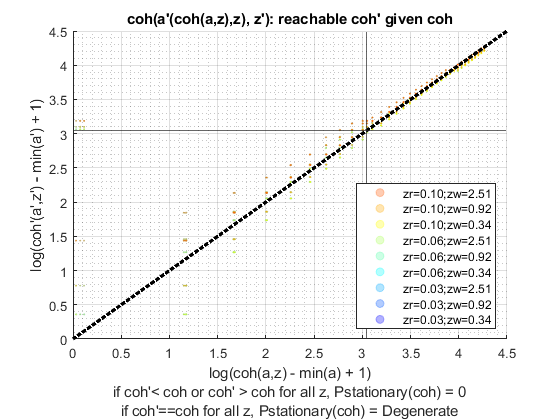 coh(a'(coh(a,z),z), z'): reachable coh' given coh
4.5
4
3.5
3
2.5
2
1.5
1
0.5
0
log(coh'(a',z') - min(a') + 1)
zr=0.10;zw=2.51
zr=0.10;zw=0.92
zr=0.10;zw=0.34
zr=0.06;zw=2.51
zr=0.06;zw=0.92
zr=0.06;zw=0.34
zr=0.03;zw=2.51
zr=0.03;zw=0.92
zr=0.03;zw=0.34
0 0.5 1 1.5 2 2.5 3 3.5 4 4.5
log(coh(a,z) - min(a) + 1)
if coh'< coh or coh' > coh for all z, Pstationary(coh) = 0
if coh'==coh for all z, Pstationary(coh) = Degenerate